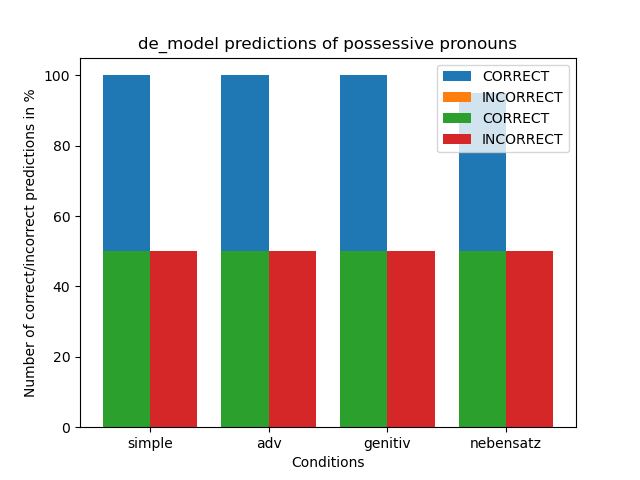 de_model predictions of possessive pronouns
Number of correct/incorrect predictions in %
100
80
60
40
20
0
CORRECT
INCORRECT
CORRECT
INCORRECT
simple adv genitiv nebensatz
Conditions